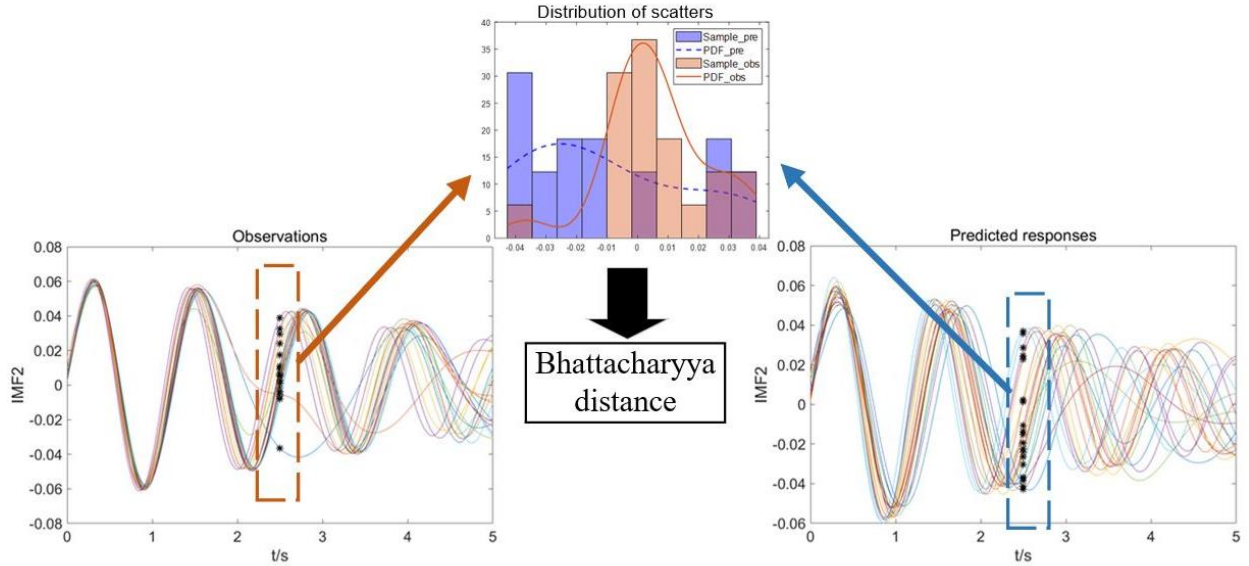 Distribution of scatters
40
35
30
25
20
15
10
5
0
-0.04 -0.03 -0.02 -0.01 0 0.01 0.02 0.03 0.04
Sample_pre
PDF_pre
Sample_obs
PDF_obs
Observations
0.08
0.06
0.04
0.02
0
-0.02
-0.04
-0.06
-0.08
IMF2
0 1 2 3 4 5
t/s
Bhattacharyya
distance
Predicted responses
0.08
0.06
0.04
0.02
0
-0.02
-0.04
-0.06
IMF2
0 1 2 3 4 5
t/s